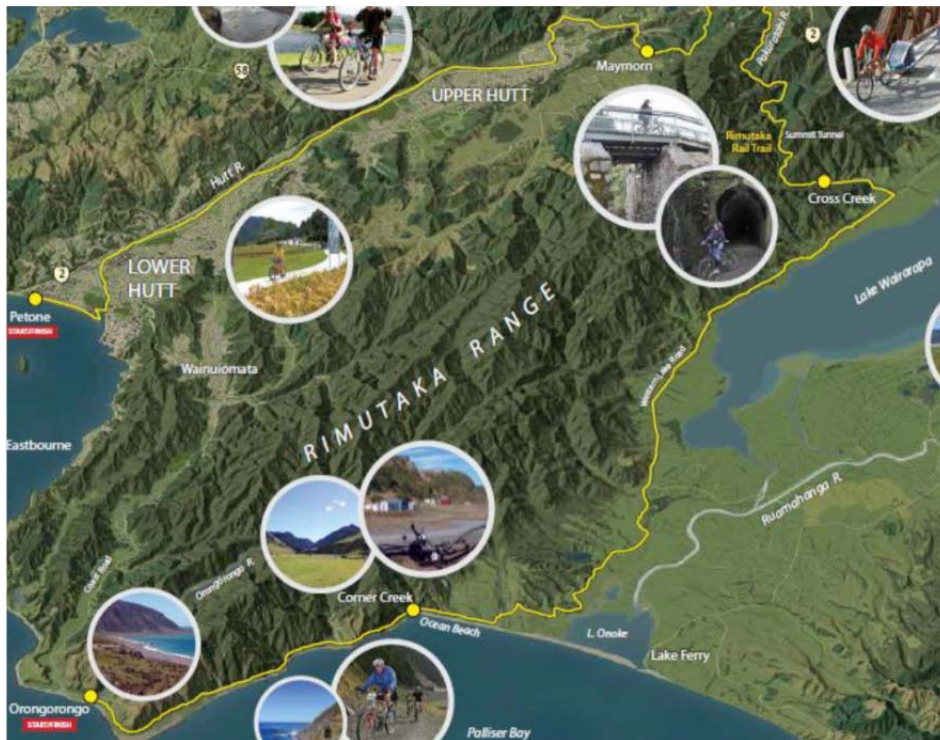 2
58
Maymorn
UPPER HUTT
Pakuratahi R.
Rimutaka
Rail Trail
Summit Tunnel
Cross Creek
Hutt R.
2
LOWER
HUTT
Petone
START/FINISH
Lake Wairarapa
RIMUTAKA RANGE
Western Lake Road
Wainuiomata
Eastbourne
Ruamahanga R.
Coast Road
Orongorongo R.
Corner Creek
Ocean Beach
L. Onoke
Lake Ferry
Orongorongo
START/FINISH
Palliser Bay